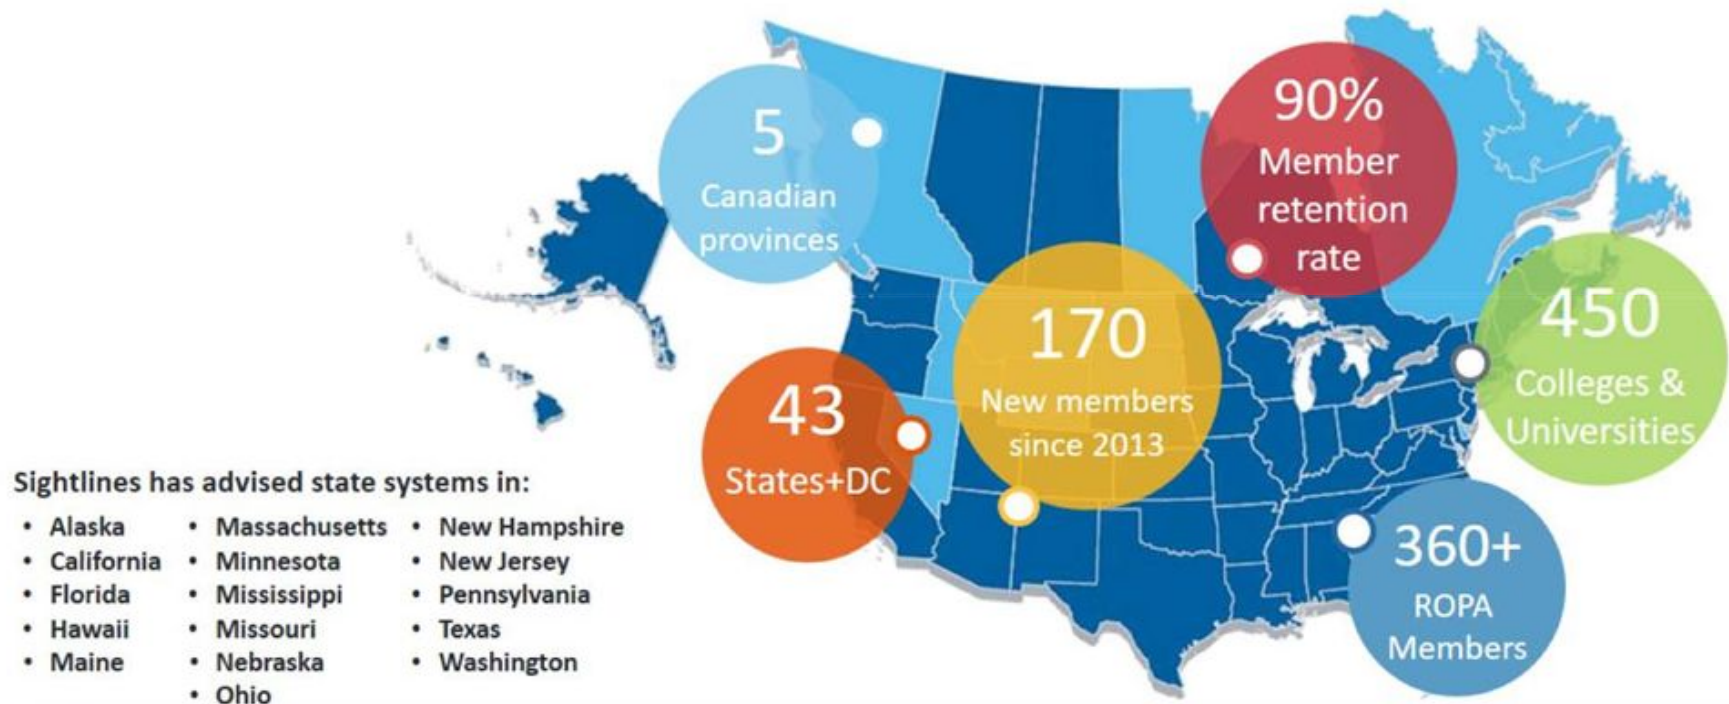 5
Canadian
provinces
90%
Member
retention
rate
170
New members
since 2013
450
Colleges &
Universities
43
States+DC
360+
ROPA
Members
Sightlines has advised state systems in:
• Alaska
• California
• Florida
• Hawaii
• Maine
• Massachusetts
• Minnesota
• Mississippi
• Missouri
• Nebraska
• Ohio
• New Hampshire
• New Jersey
• Pennsylvania
• Texas
• Washington